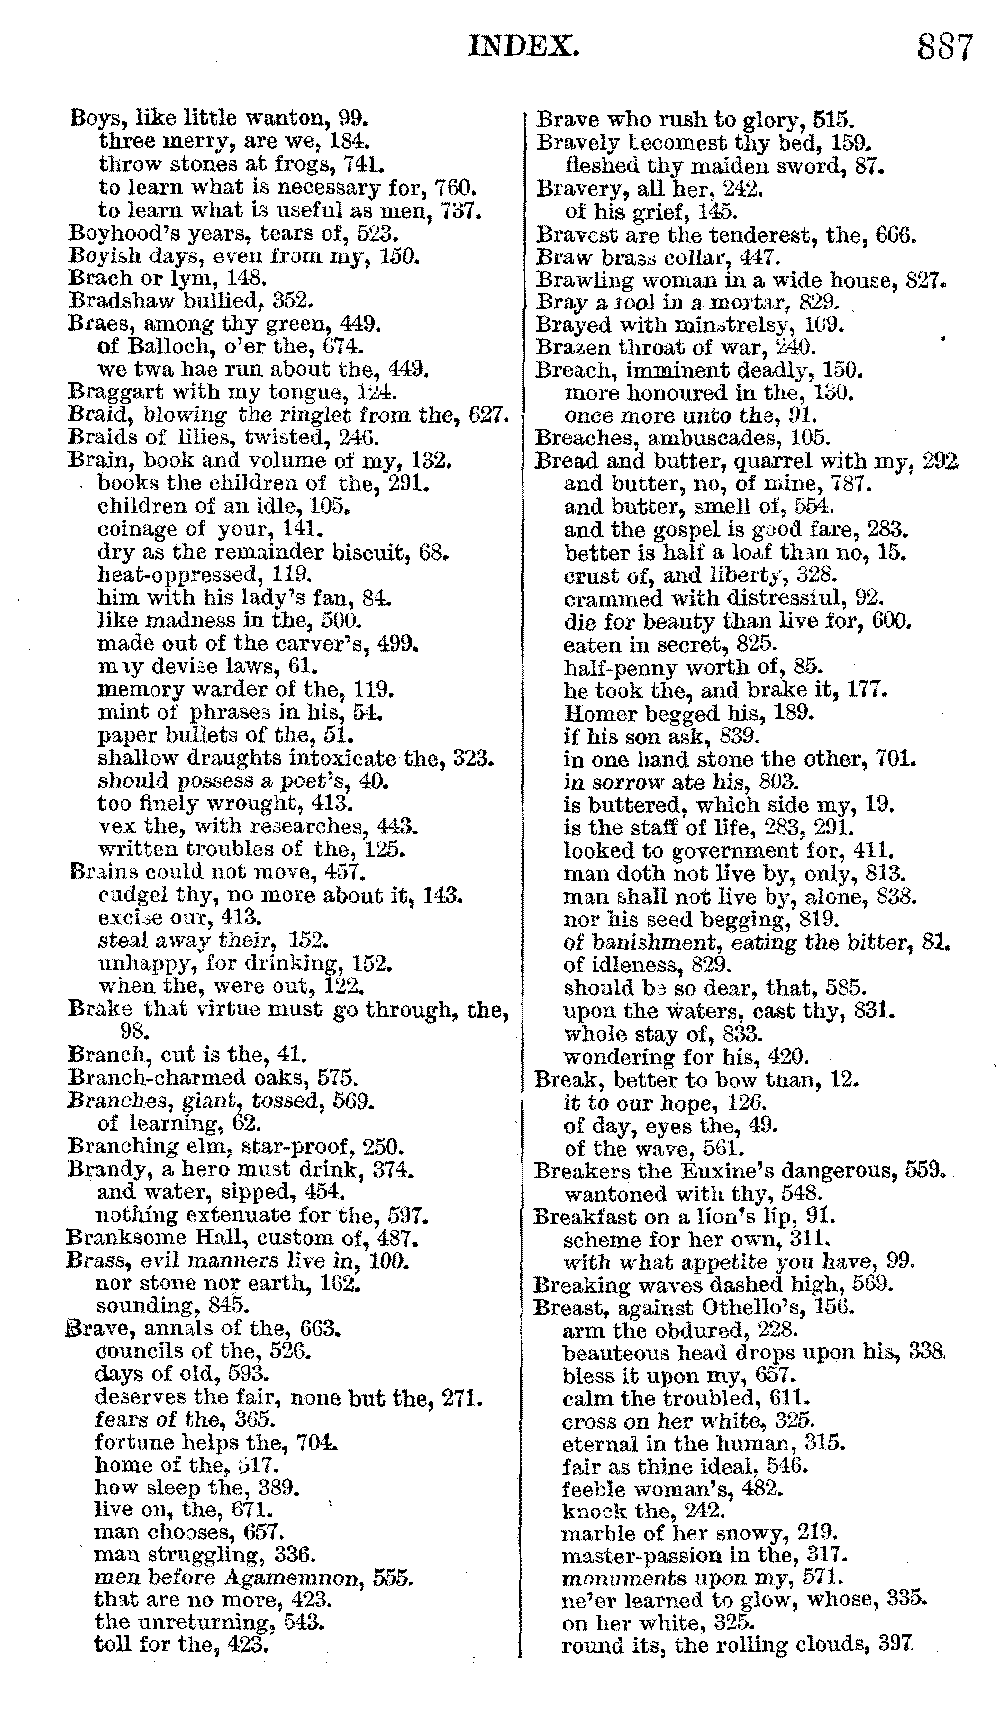 INDEX. 887
Boys, like little wanton, 99.
three merry, are we, 184.
throw stones at frogs, 741.
to learn what is necessary for, 760.
to learn what is useful as men, 737.
Boyhood's years, tears of, 523.
Boyish days, even from my, 150.
Brach or lym, 148.
Bradshaw bullied, 352.
Braes, among thy green, 449.
of Balloch, o'er the, 674.
we twa hae run about the, 449.
Braggart with my tongue, 124.
Braid, blowing the ringlet from the, 627.
Braids of lilies, twisted, 246.
Brain, book and volume of my, 132.
books the children of the, 291.
children of an idle, 105.
coinage of your, 141.
dry as the remainder biscuit, 68.
heat-oppressed, 119.
him with his lady's fan, 84.
like madness in the, 500.
made out of the carver's, 499.
may devise laws, 61.
memory warder of the, 119.
mint of phrases in his, 54.
paper bullets of the, 51.
shallow draughts intoxicate the, 323.
should possess a poet's, 40.
too finely wrought, 413.
vex the, with researches, 443.
written troubles of the, 125.
Brains could not move, 457.
cudgel thy, no more about it, 143.
excise our, 413.
steal away their, 152.
unhappy, for drinking, 152.
when the, were out, 122.
Brake that virtue must go through, the,
98.
Branch, cut is the, 41.
Branch-charmed oaks, 575.
Branches, giant, tossed, 569.
of learning, 62.
Branching elm, star-proof, 250.
Brandy, a hero must drink, 374.
and water, sipped, 454.
nothing extenuate for the, 597.
Branksome Hall, custom of, 487.
Brass, evil manners live in, 100.
nor stone nor earth, 162.
sounding, 845.
Brave, annals of the, 663.
councils of the, 526.
days of old, 593.
deserves the fair, none but the, 271.
fears of the, 365.
fortune helps the, 704.
home of the, 517.
how sleep the, 389.
live on, the, 671.
man chooses, 657.
man struggling, 336.
men before Agamemnon, 555.
that are no more, 423.
the unreturning, 543.
toll for the, 423.
Brave who rush to glory, 515.
Bravely becomest thy bed, 159.
fleshed thy maiden sword, 87.
Bravery, all her, 242.
of his grief, 145.
Bravest are the tenderest, the, 666.
Braw brass collar, 447.
Brawling woman in a wide house, 827.
Bray a fool in a mortar, 829.
Brayed with minstrelsy, 109.
Brazen throat of war, 240.
Breach, imminent deadly, 150.
more honoured in the, 130.
once more unto the, 91.
Breaches, ambuscades, 105.
Bread and butter, quarrel with my, 292
and butter, no, of mine, 787.
and butter, smell of, 554.
and the gospel is good fare, 283.
better is half a loaf than no, 15.
crust of, and liberty, 328.
crammed with distressful, 92.
die for beauty than live for, 600.
eaten in secret, 825.
half-penny worth of, 85.
he took the, and brake it, 177.
Homer begged his, 189.
if his son ask, 839.
in one hand stone the other, 701.
in sorrow ate his, 803.
is buttered, which side my, 19.
is the staff of life, 283, 291.
looked to government for, 411.
man doth not live by, only, 813.
man shall not live by, alone, 838.
nor his seed begging, 819.
of banishment, eating the bitter, 81.
of idleness, 829.
should be so dear, that, 585.
upon the waters, cast thy, 831.
whole stay of, 833.
wondering for his, 420.
Break, better to bow than, 12.
it to our hope, 126.
of day, eyes the, 49.
of the wave, 561.
Breakers the Euxine's dangerous, 559.
wantoned with thy, 548.
Breakfast on a lion's lip, 91.
scheme for her own, 311.
with what appetite you have, 99.
Breaking waves dashed high, 569.
Breast, against Othello's, 156.
arm the obdured, 228.
beauteous head drops upon his, 338.
bless it upon my, 657.
calm the troubled, 611.
cross on her white, 325.
eternal in the human, 315.
fair as thine ideal, 546.
feeble woman's, 482.
knock the, 242.
marble of her snowy, 219.
master-passion in the, 317.
monuments upon my, 571.
ne'er learned to glow, whose, 335.
on her white, 325.
round its, the rolling clouds, 397.